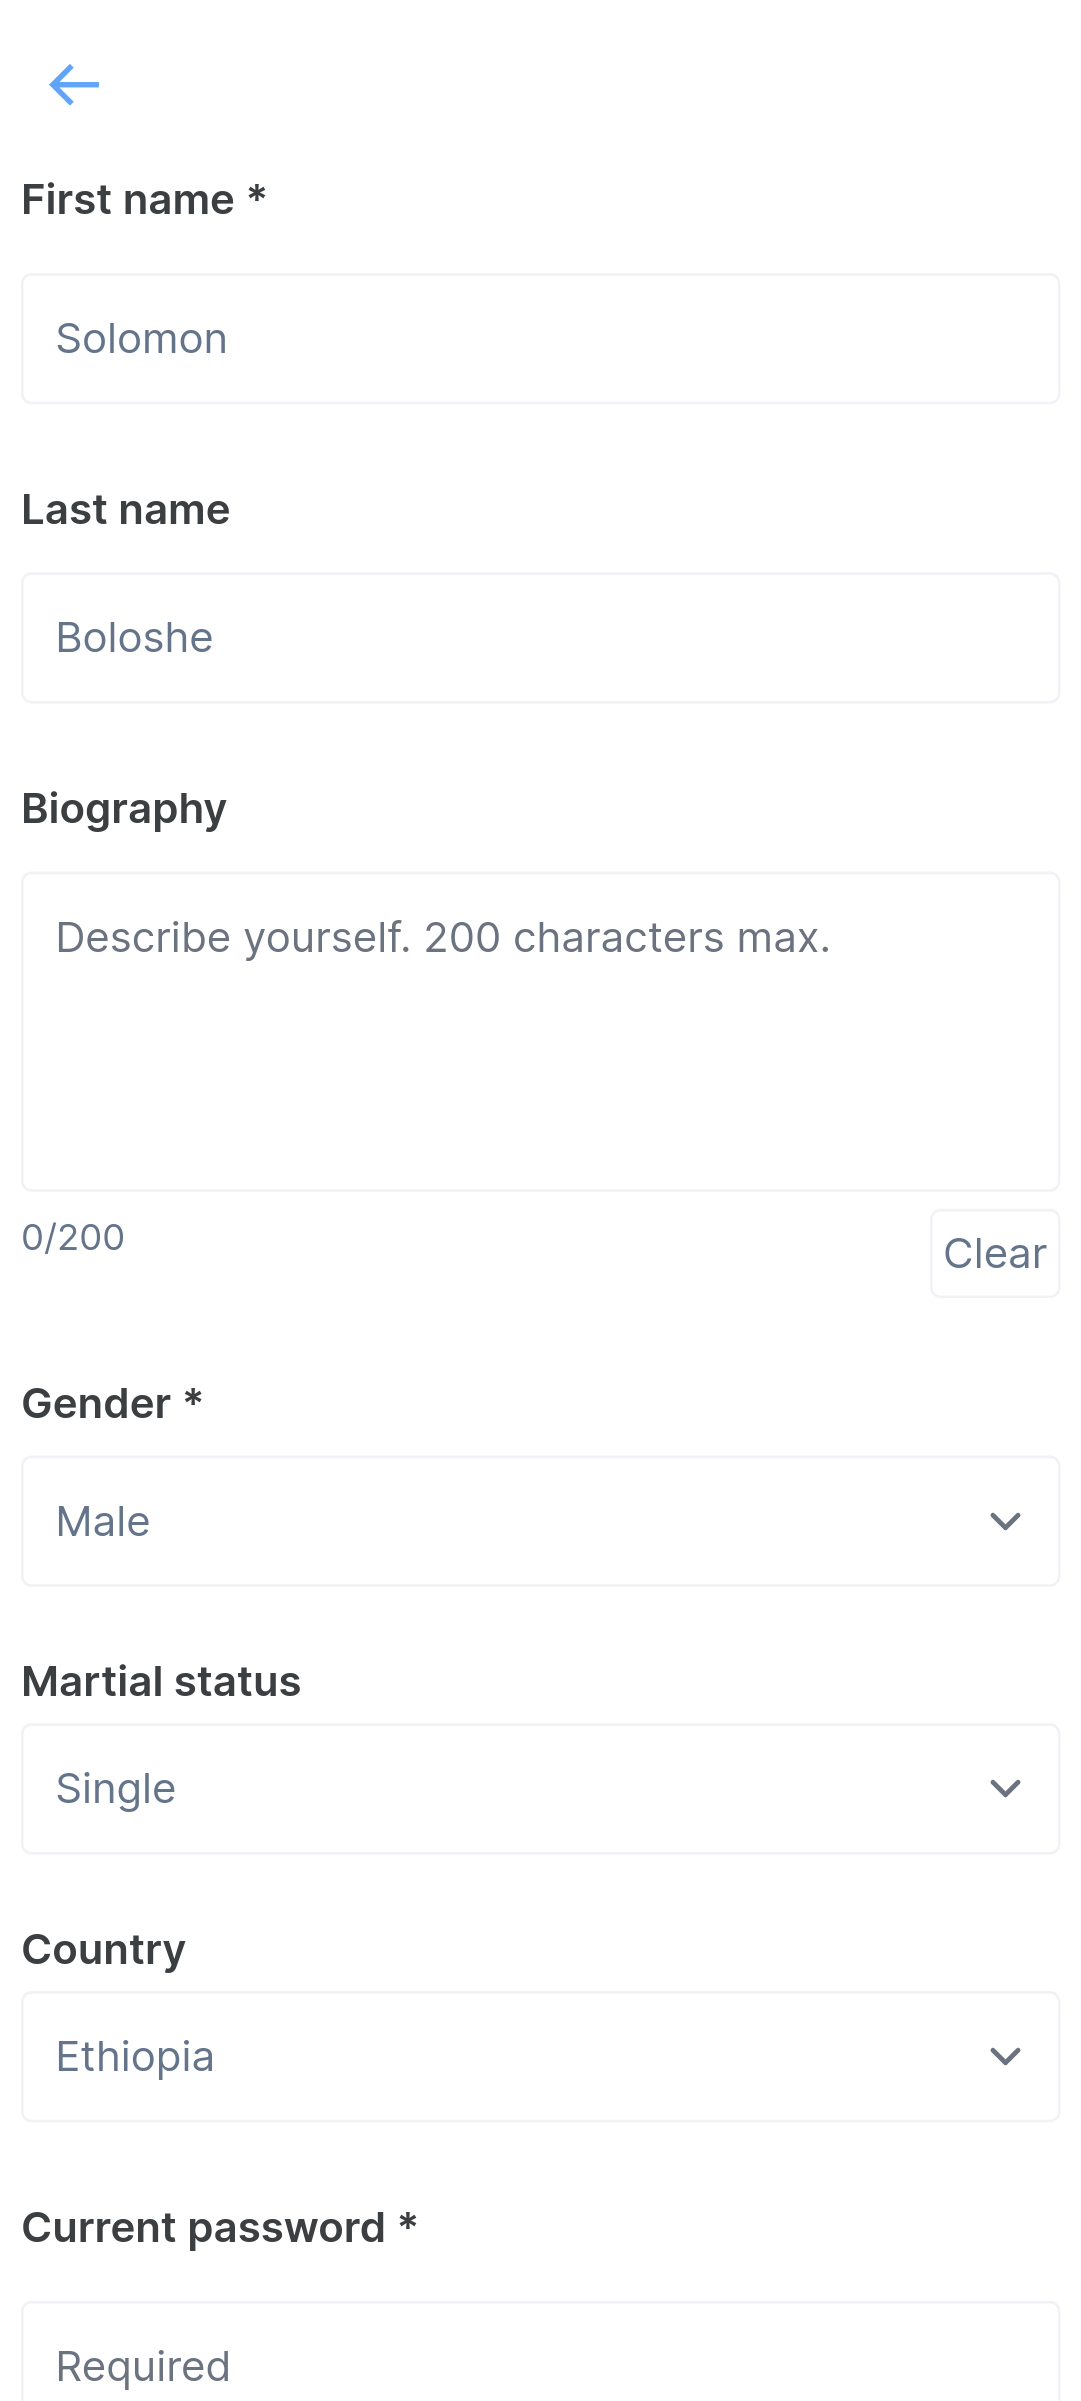 First name *
Solomon
Last name
Boloshe
Biography
Describe yourself. 200 characters max.
0/200
Clear
Gender *
Male
Martial status
Single
Country
Ethiopia
Current password *
Required